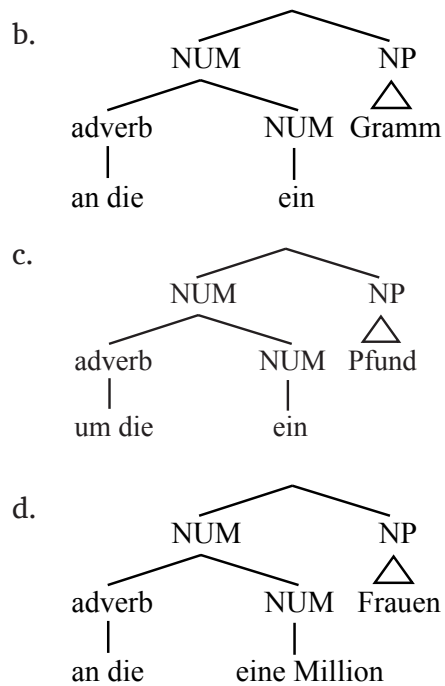 b.
NUM NP
adverb NUM Gramm
an die ein
c.
NUM NP
adverb NUM Pfund
um die ein
d.
NUM NP
adverb NUM Frauen
an die eine Million